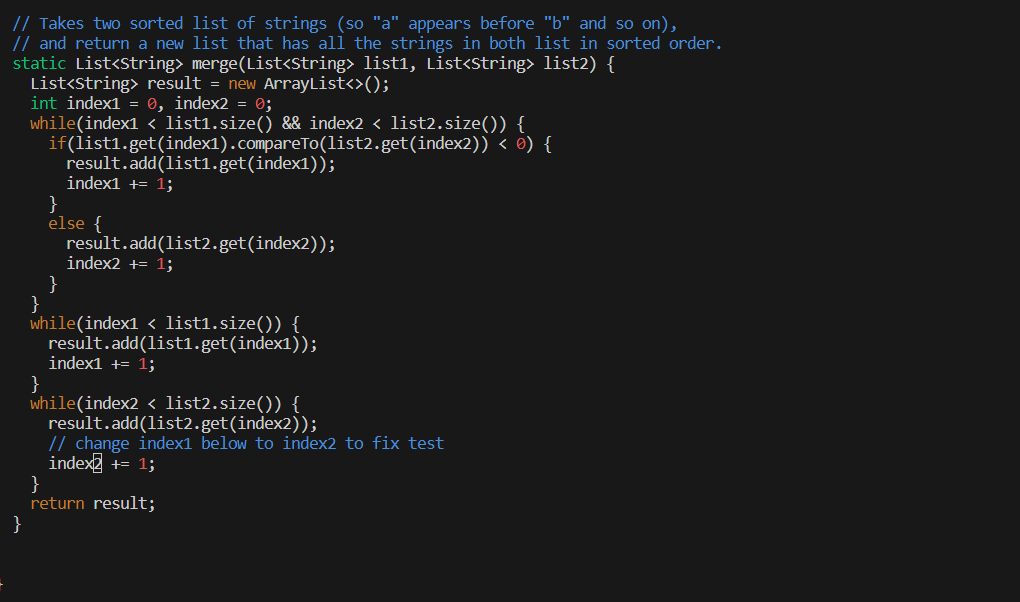 // Takes two sorted list of strings (so "a" appears before "b" and so on),
// and return a new list that has all the strings in both list in sorted order.
static List<String> merge(List<String> list1, List<String> list2) {
  List<String> result = new ArrayList<>();
  int index1 = 0, index2 = 0;
  while(index1 < list1.size() && index2 < list2.size()) {
    if(list1.get(index1).compareTo(list2.get(index2)) < 0) {
      result.add(list1.get(index1));
      index1 += 1;
    }
    else {
      result.add(list2.get(index2));
      index2 += 1;
    }
  }
  while(index1 < list1.size()) {
    result.add(list1.get(index1));
    index1 += 1;
  }
  while(index2 < list2.size()) {
    result.add(list2.get(index2));
    // change index1 below to index2 to fix test
    index2 += 1;
  }
  return result;
}
}